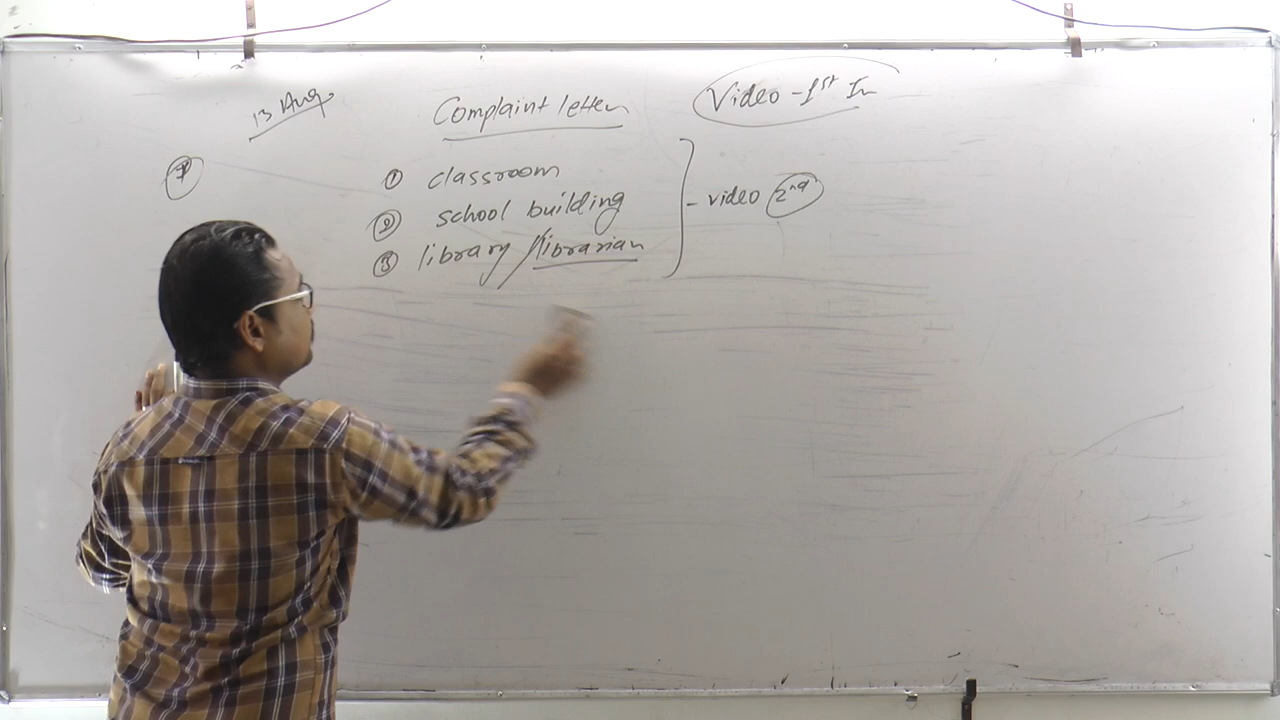 13 Aug
Complaint letter
Video - 1st In
① classroom
② school building
③ library / librarian
- video 2nd